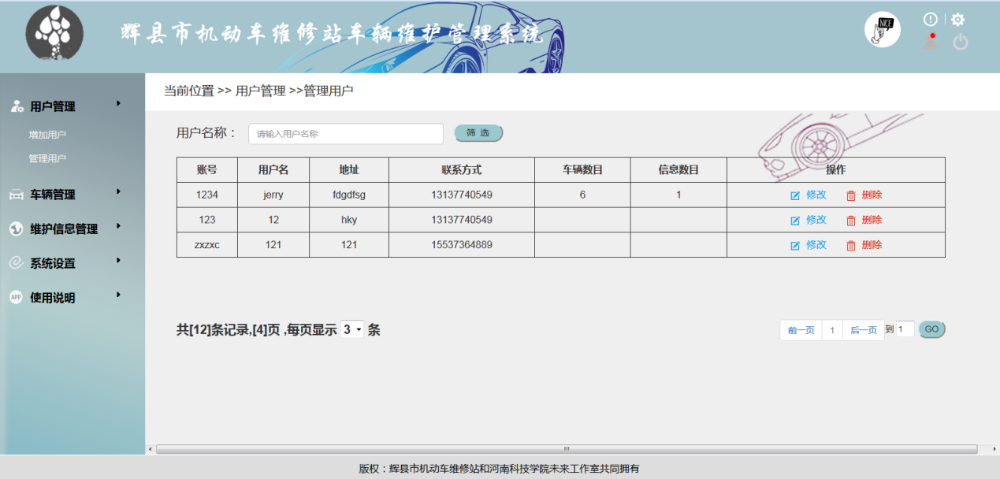 辉县市机动车维修站车辆维护管理系统
NICE
当前位置 >> 用户管理 >>管理用户
用户管理
增加用户
管理用户
车辆管理
维护信息管理
系统设置
APP 使用说明
用户名称： 请输入用户名称 筛 选
账号 用户名 地址 联系方式 车辆数目 信息数目 操作
1234 jerry fdgdfsg 13137740549 6 1 修改 删除
123 12 hky 13137740549 修改 删除
zxzxc 121 121 15537364889 修改 删除
共[12]条记录,[4]页 ,每页显示 3 条
前一页 1 后一页 到 1 GO
版权：辉县市机动车维修站和河南科技学院未来工作室共同拥有